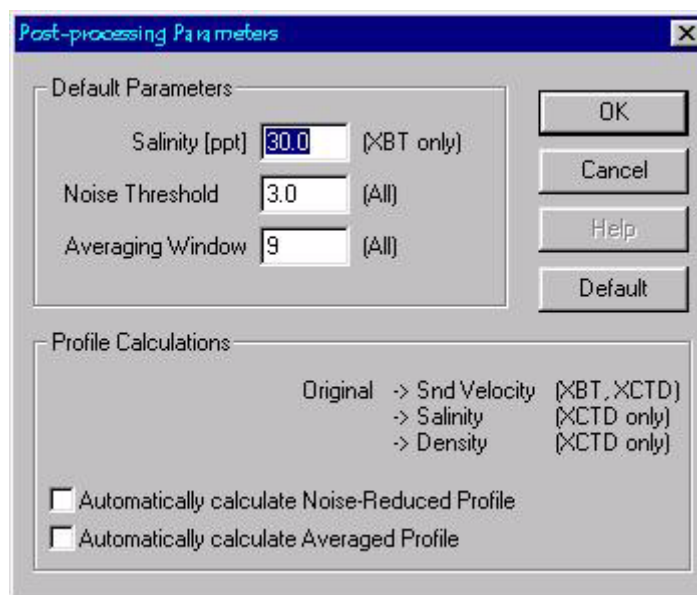 Post-processing Parameters
Default Parameters
Salinity [ppt] 30.0 (XBT only)
Noise Threshold 3.0 (All)
Averaging Window 9 (All)
OK
Cancel
Help
Default
Profile Calculations
Original -> Snd Velocity (XBT, XCTD)
-> Salinity (XCTD only)
-> Density (XCTD only)
Automatically calculate Noise-Reduced Profile
Automatically calculate Averaged Profile